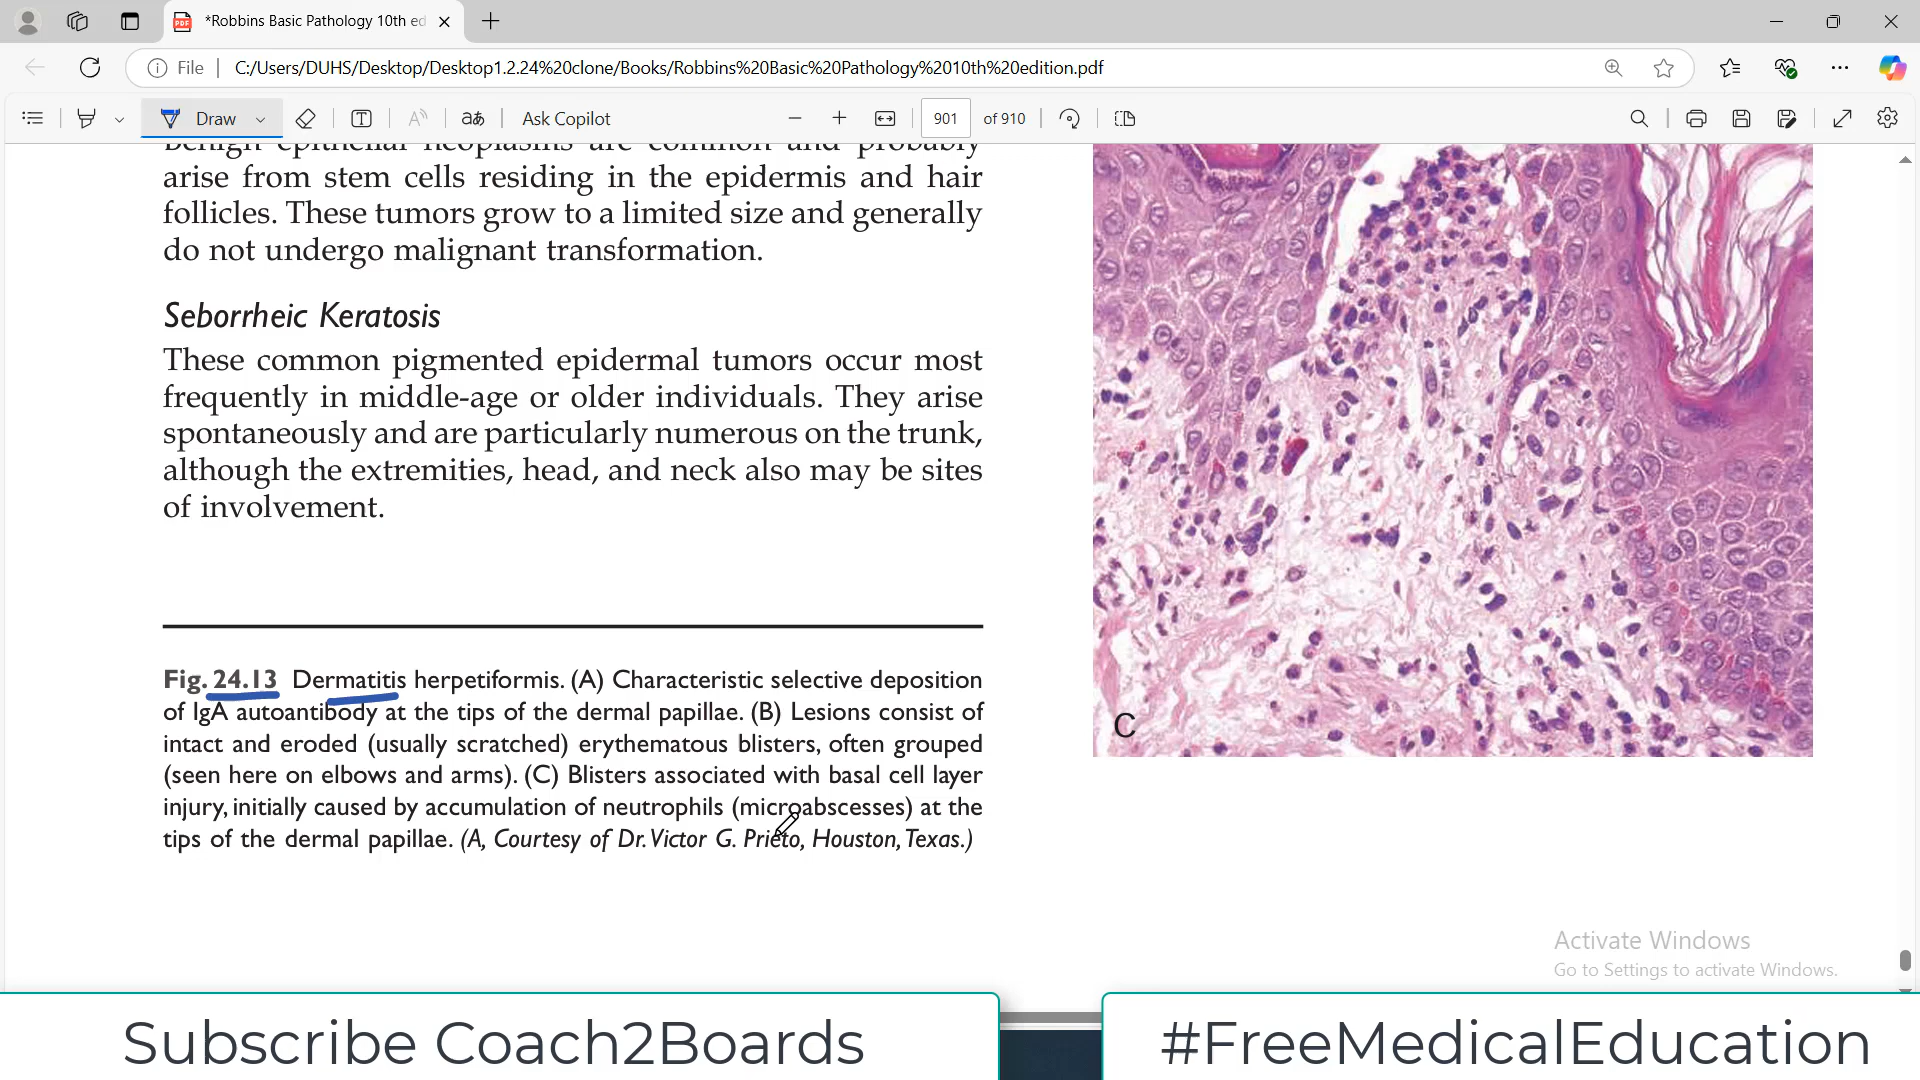 *Robbins Basic Pathology 10th ed
File
C:/Users/DUHS/Desktop/Desktop1.2.24%20clone/Books/Robbins%20Basic%20Pathology%2010th%20edition.pdf
Draw
Ask Copilot
901 of 910
Benign epithelial neoplasms are common and probably
arise from stem cells residing in the epidermis and hair
follicles. These tumors grow to a limited size and generally
do not undergo malignant transformation.
Seborrheic Keratosis
These common pigmented epidermal tumors occur most
frequently in middle-age or older individuals. They arise
spontaneously and are particularly numerous on the trunk,
although the extremities, head, and neck also may be sites
of involvement.
Fig. 24.13 Dermatitis herpetiformis. (A) Characteristic selective deposition
of IgA autoantibody at the tips of the dermal papillae. (B) Lesions consist of
intact and eroded (usually scratched) erythematous blisters, often grouped
(seen here on elbows and arms). (C) Blisters associated with basal cell layer
injury, initially caused by accumulation of neutrophils (microabscesses) at the
tips of the dermal papillae. (A, Courtesy of Dr. Victor G. Prieto, Houston, Texas.)
C
Activate Windows
Go to Settings to activate Windows.
Subscribe Coach2Boards
#FreeMedicalEducation